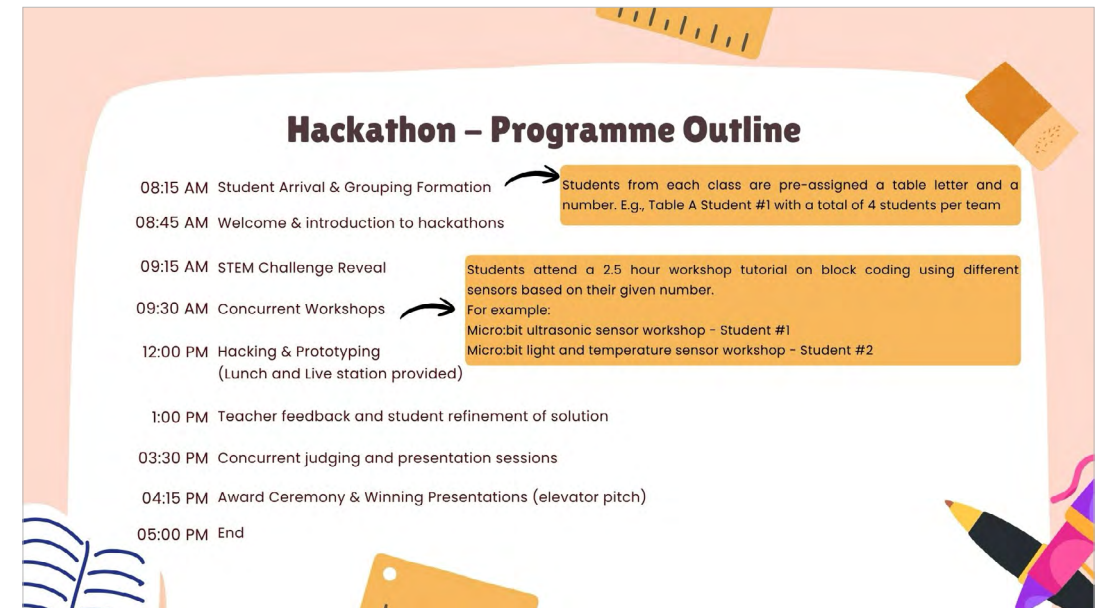 Hackathon – Programme Outline
08:15 AM Student Arrival & Grouping Formation
Students from each class are pre-assigned a table letter and a
number. E.g., Table A Student #1 with a total of 4 students per team
08:45 AM Welcome & introduction to hackathons
09:15 AM STEM Challenge Reveal
09:30 AM Concurrent Workshops
Students attend a 2.5 hour workshop tutorial on block coding using different
sensors based on their given number.
For example:
Micro:bit ultrasonic sensor workshop - Student #1
Micro:bit light and temperature sensor workshop - Student #2
12:00 PM Hacking & Prototyping
(Lunch and Live station provided)
1:00 PM Teacher feedback and student refinement of solution
03:30 PM Concurrent judging and presentation sessions
04:15 PM Award Ceremony & Winning Presentations (elevator pitch)
05:00 PM End